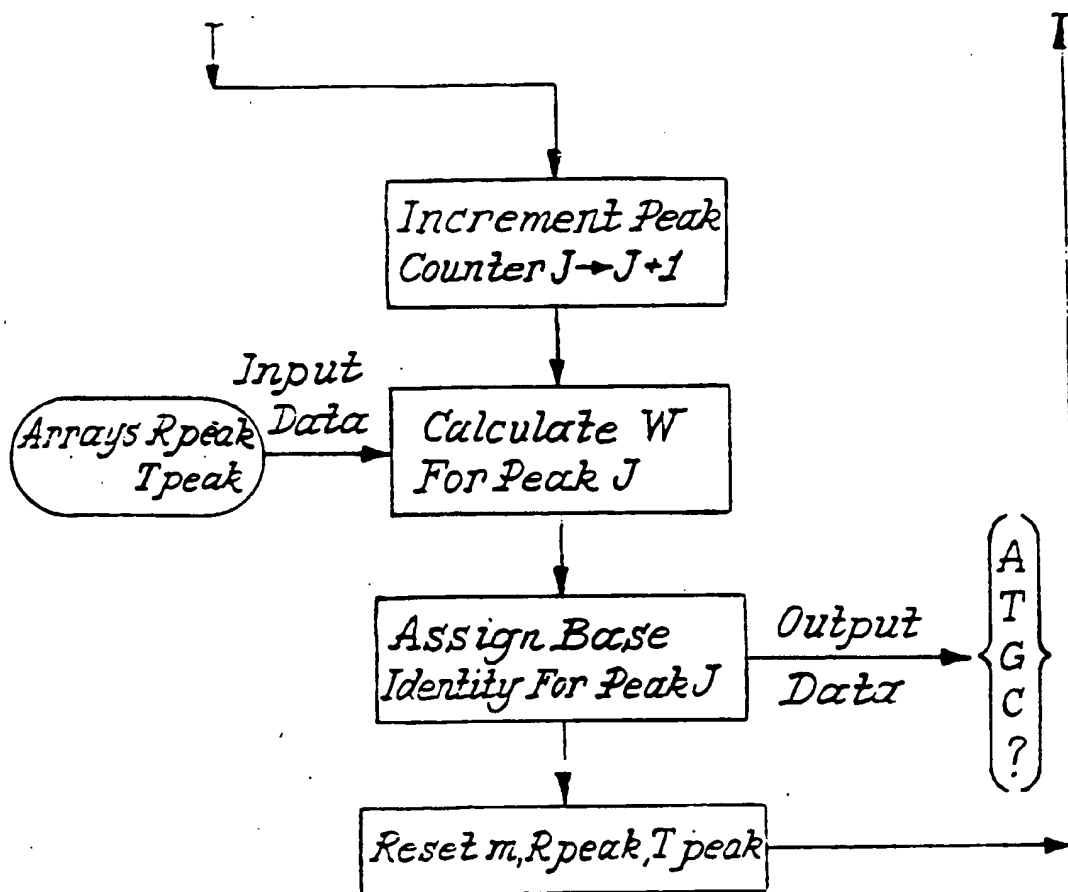 I
I
Increment Peak
Counter J→J+1
Input
Data
Arrays Rpeak
Tpeak
Calculate W
For Peak J
Assign Base
Identity For Peak J
Output
Data
A
T
G
C
?
Reset m, Rpeak, Tpeak